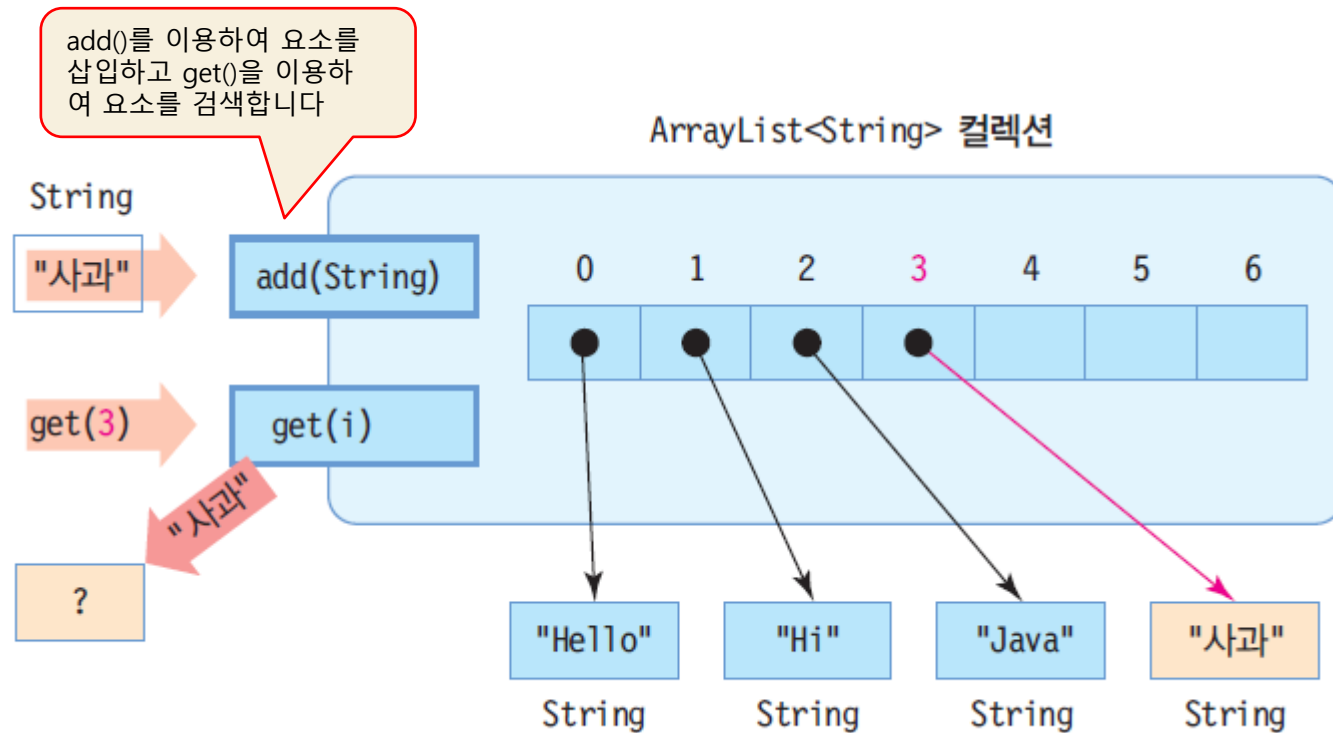 add()를 이용하여 요소를
삽입하고 get()을 이용하
여 요소를 검색합니다
ArrayList<String> 컬렉션
String
"사과"
add(String)
0 1 2 3 4 5 6
get(3)
get(i)
"사과"
?
"Hello" "Hi" "Java" "사과"
String String String String